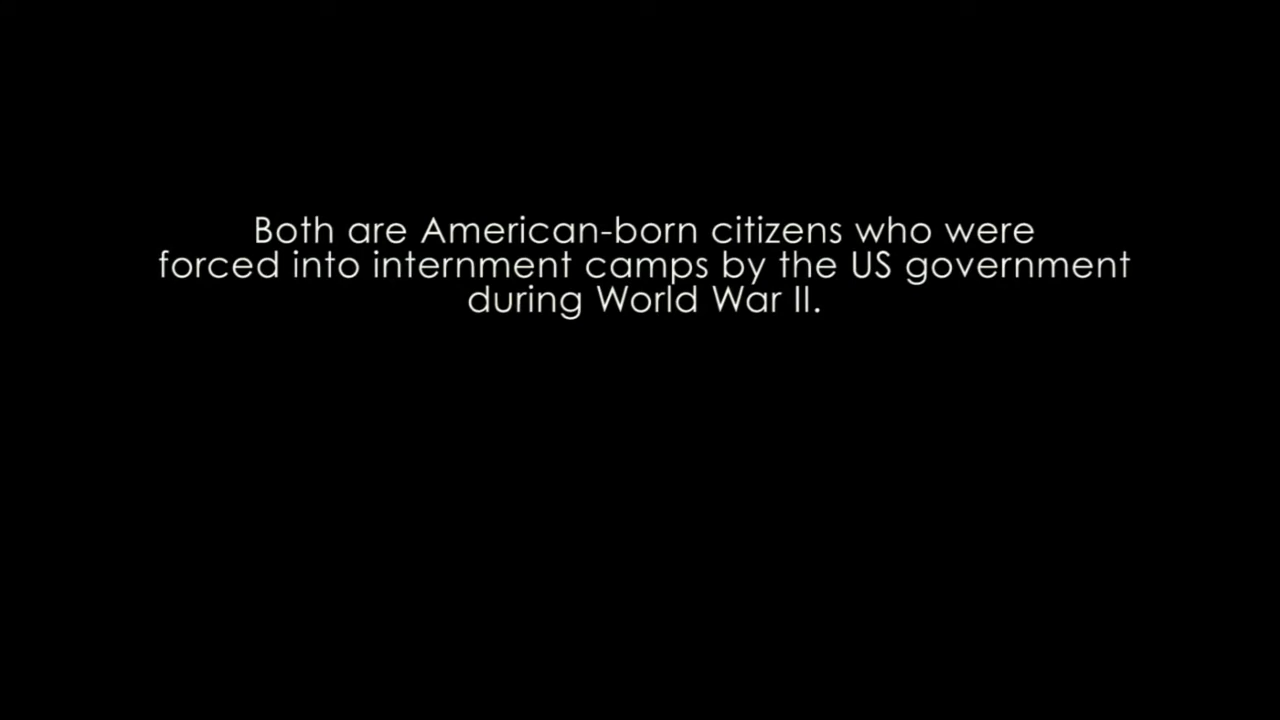 Both are American-born citizens who were
forced into internment camps by the US government
during World War II.